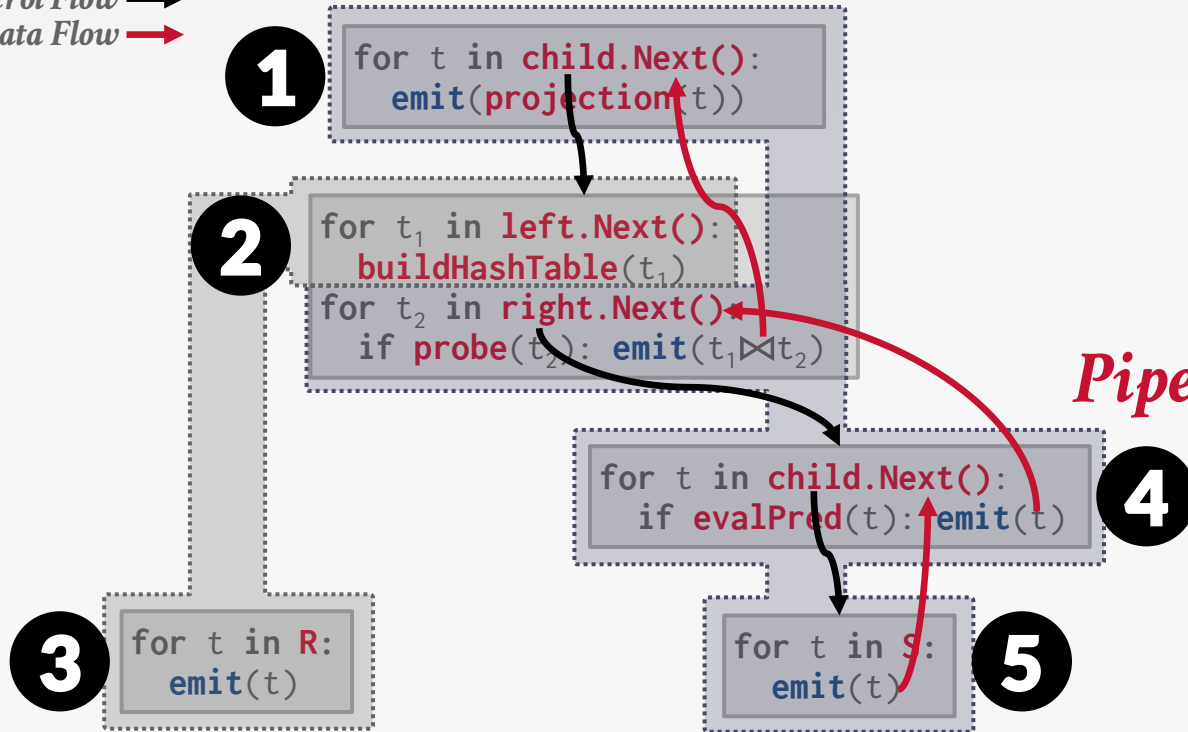 Flow
Flow
1
for t in child.Next():
emit(projection(t))
2
for t₁ in left.Next():
buildHashTable(t₁)
for t₂ in right.Next():
if probe(t₂): emit(t₁⨝t₂)
Pipe
for t in child.Next():
if evalPred(t): emit(t)
4
3
for t in R:
emit(t)
for t in S:
emit(t)
5